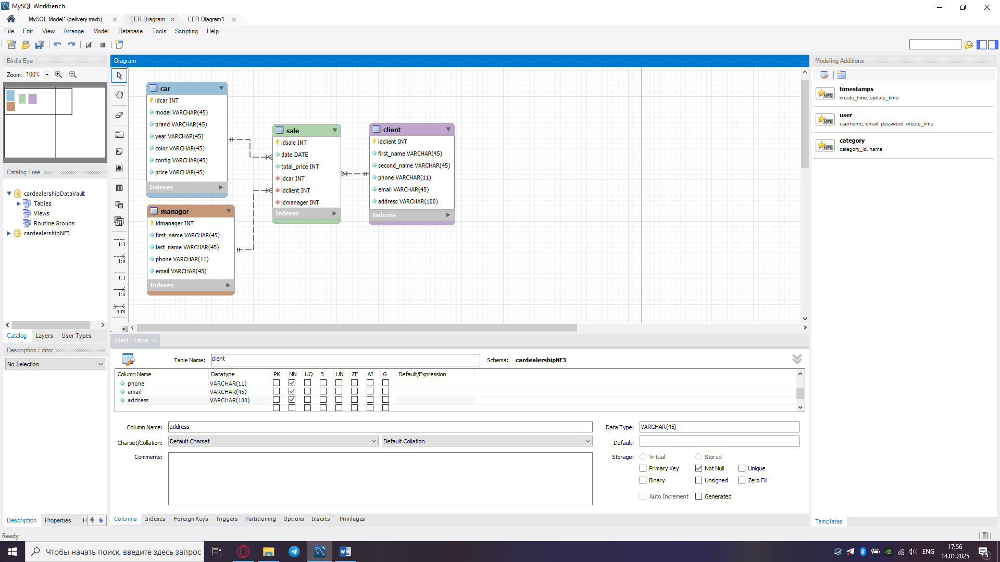 MySQL Workbench
MySQL Model* (delivery.mwb)
EER Diagram
EER Diagram1
File Edit View Arrange Model Database Tools Scripting Help
Bird's Eye
Zoom: 100%
Catalog Tree
cardealershipDataVault
Tables
Views
Routine Groups
cardealershipNF3
Catalog Layers User Types
Description Editor
No Selection
Description Properties H
Diagram
1:1
1:n
1:1
1:n
n:m
car
idcar INT
model VARCHAR(45)
brand VARCHAR(45)
year VARCHAR(45)
color VARCHAR(45)
config VARCHAR(45)
price VARCHAR(45)
Indexes
manager
idmanager INT
first_name VARCHAR(45)
last_name VARCHAR(45)
phone VARCHAR(11)
email VARCHAR(45)
Indexes
sale
idsale INT
date DATE
total_price INT
idcar INT
idclient INT
idmanager INT
Indexes
client
idclient INT
first_name VARCHAR(45)
second_name VARCHAR(45)
phone VARCHAR(11)
email VARCHAR(45)
address VARCHAR(100)
Indexes
client - Table
Table Name: client Schema: cardealershipNF3
Column Name Datatype PK NN UQ B UN ZF AI G Default/Expression
phone VARCHAR(11)
email VARCHAR(45)
address VARCHAR(100)
Column Name: address Data Type: VARCHAR(45)
Charset/Collation: Default Charset Default Collation Default:
Comments: Storage: Virtual Stored
Primary Key Not Null Unique
Binary Unsigned Zero Fill
Auto Increment Generated
Columns Indexes Foreign Keys Triggers Partitioning Options Inserts Privileges
Modeling Additions
timestamps
create_time, update_time
user
username, email, password, create_time
category
category_id, name
MWB
MWB
MWB
Templates
Ready
Чтобы начать поиск, введите здесь запрос
ENG
17:56
14.01.2025
5